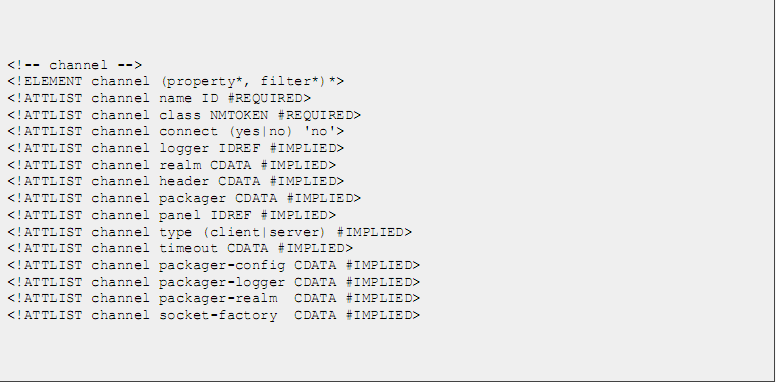 <!-- channel -->
<!ELEMENT channel (property*, filter*)*>
<!ATTLIST channel name ID #REQUIRED>
<!ATTLIST channel class NMTOKEN #REQUIRED>
<!ATTLIST channel connect (yes|no) 'no'>
<!ATTLIST channel logger IDREF #IMPLIED>
<!ATTLIST channel realm CDATA #IMPLIED>
<!ATTLIST channel header CDATA #IMPLIED>
<!ATTLIST channel packager CDATA #IMPLIED>
<!ATTLIST channel panel IDREF #IMPLIED>
<!ATTLIST channel type (client|server) #IMPLIED>
<!ATTLIST channel timeout CDATA #IMPLIED>
<!ATTLIST channel packager-config CDATA #IMPLIED>
<!ATTLIST channel packager-logger CDATA #IMPLIED>
<!ATTLIST channel packager-realm  CDATA #IMPLIED>
<!ATTLIST channel socket-factory  CDATA #IMPLIED>